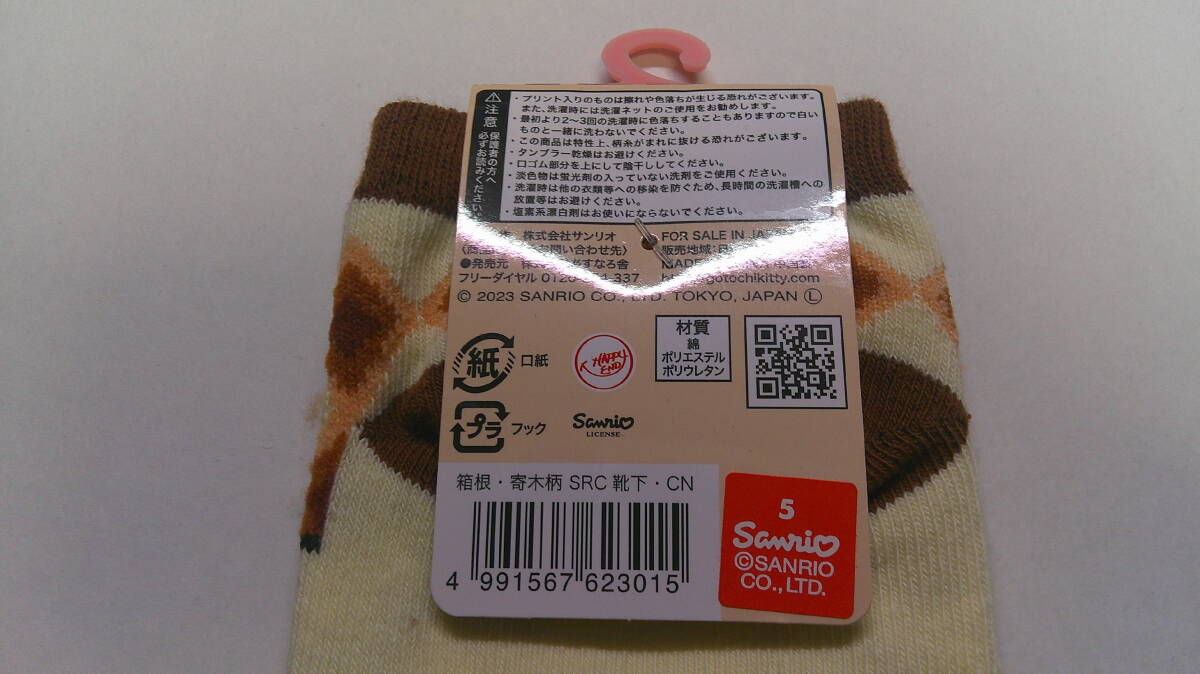 注意
保護者の方へ
必ずお読みください。
・プリント入りのものは擦れや色落ちが生じる恐れがございます。
また、洗濯時には洗濯ネットのご使用をお勧めします。
・最初より2〜3回の洗濯時に色落ちすることもありますので白い
ものと一緒に洗わないでください。
・この商品は特性上、柄糸がまれに抜ける恐れがございます。
・タンブラー乾燥はお避けください。
・口ゴム部分を上にして陰干ししてください。
・淡色物は蛍光剤の入っていない洗剤をご使用ください。
・洗濯時は他の衣類等への移染を防ぐため、長時間の洗濯槽への
放置等はお避けください。
・塩素系漂白剤はお使いにならないでください。
株式会社サンリオ
お問い合わせ先〉
●発売元
すなろ舎
フリーダイヤル 0120
337
FOR SALE IN
販売地域:
MADE
gotochikitty.com
© 2023 SANRIO CO., LTD. TOKYO, JAPAN Ⓛ
紙 口紙
プラ フック
HAPPY
END
Sanrio
LICENSE
材質
綿
ポリエステル
ポリウレタン
箱根・寄木柄 SRC 靴下・CN
4 991567 623015
5
Sanrio
©SANRIO
CO.,LTD.